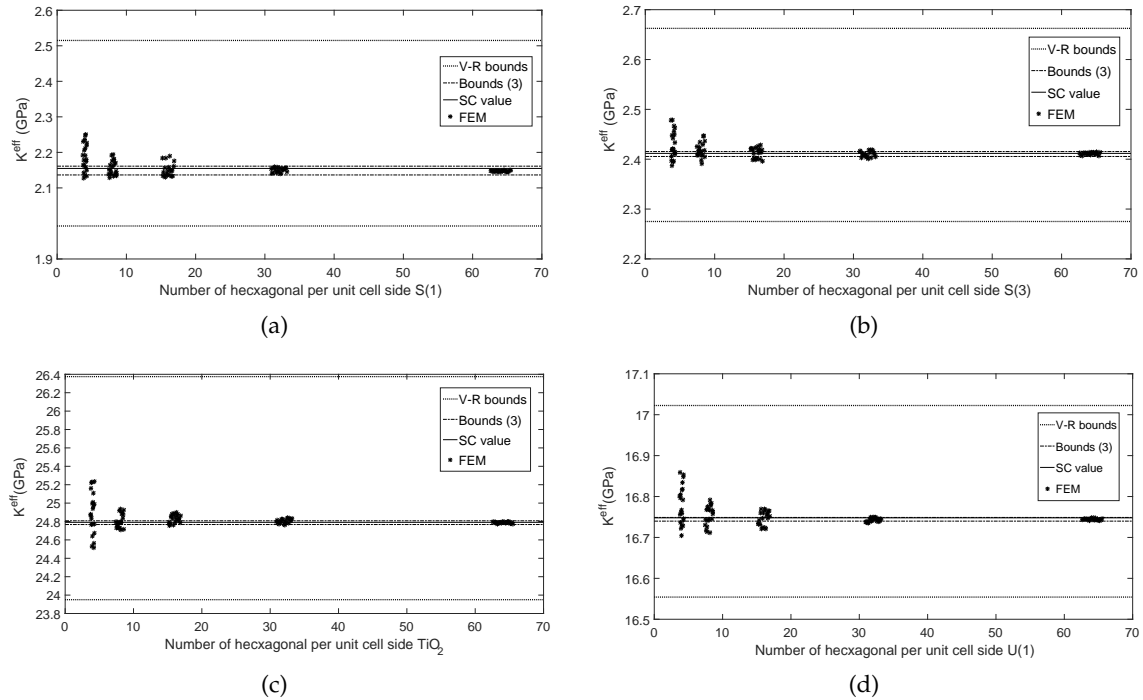 2.6
2.5
2.4
2.3
2.2
2.1
2
1.9
K^eff (GPa)
V-R bounds
Bounds (3)
SC value
FEM
0 10 20 30 40 50 60 70
Number of hecxagonal per unit cell side S(1)
(a)
2.7
2.6
2.5
2.4
2.3
2.2
K^eff (GPa)
V-R bounds
Bounds (3)
SC value
FEM
0 10 20 30 40 50 60 70
Number of hecxagonal per unit cell side S(3)
(b)
26.4
26.2
26
25.8
25.6
25.4
25.2
25
24.8
24.6
24.4
24.2
24
23.8
K^eff(GPa)
V-R bounds
Bounds (3)
SC value
FEM
0 10 20 30 40 50 60 70
Number of hecxagonal per unit cell side TiO₂
(c)
17.1
17
16.9
16.8
16.7
16.6
16.5
K^eff(GPa)
V-R bounds
Bounds (3)
SC value
FEM
0 10 20 30 40 50 60 70
Number of hecxagonal per unit cell side U(1)
(d)